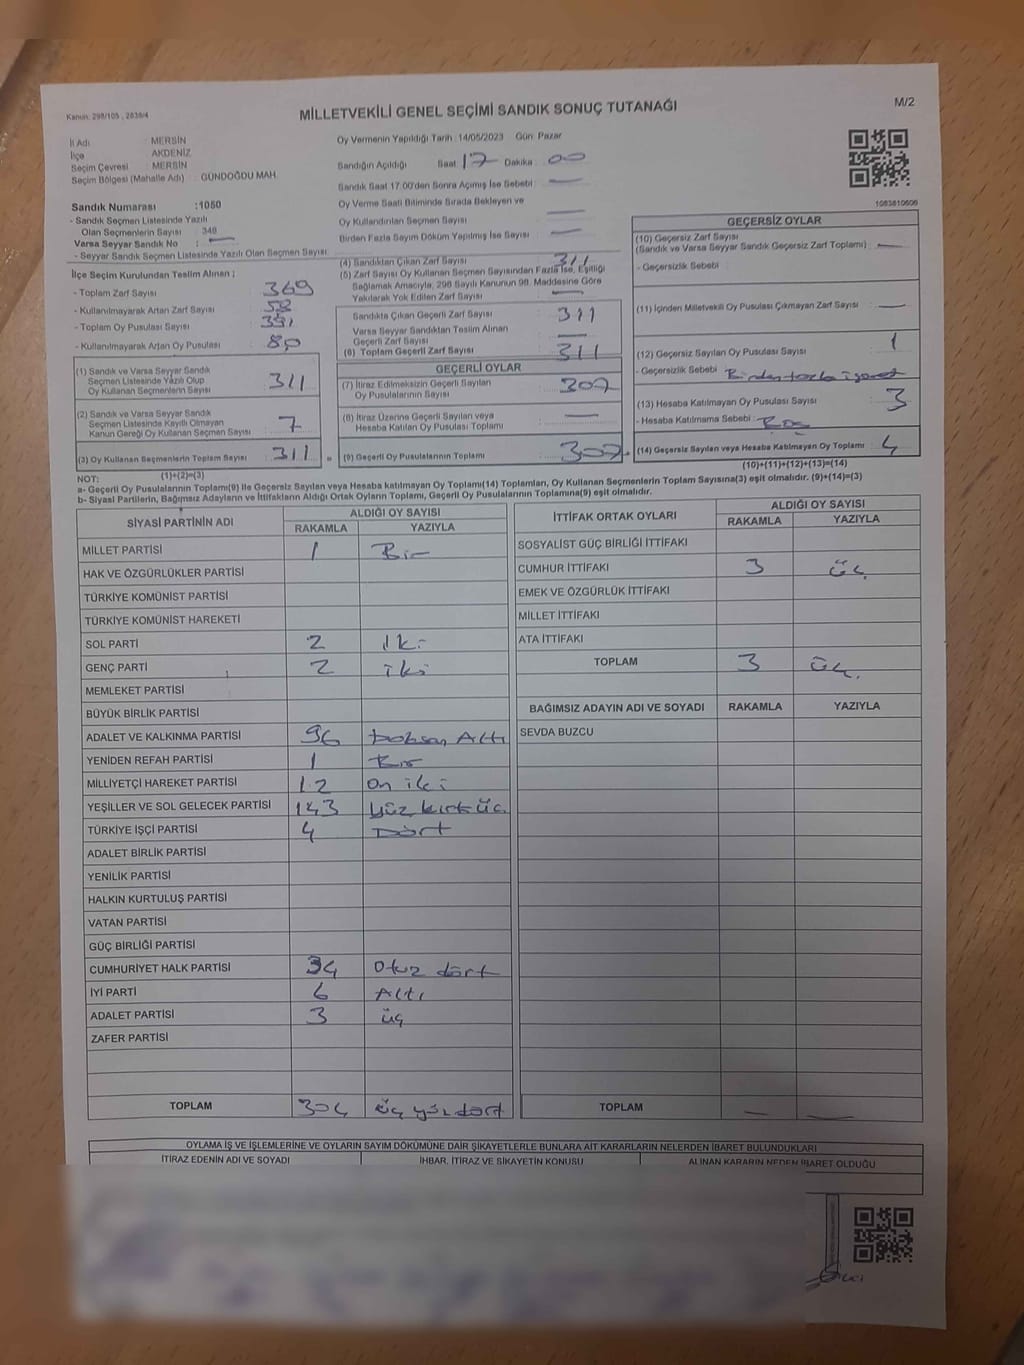 Kanun: 298/105 , 2839/4
MİLLETVEKİLİ GENEL SEÇİMİ SANDIK SONUÇ TUTANAĞI
M/2
İl Adı : MERSİN
İlçe : AKDENİZ
Seçim Çevresi : MERSİN
Seçim Bölgesi (Mahalle Adı) : GÜNDOĞDU MAH.
Sandık Numarası : 1050
- Sandık Seçmen Listesinde Yazılı
Olan Seçmenlerin Sayısı : 349
Varsa Seyyar Sandık No : —
- Seyyar Sandık Seçmen Listesinde Yazılı Olan Seçmen Sayısı:
Oy Vermenin Yapıldığı Tarih : 14/05/2023 Gün: Pazar
Sandığın Açıldığı Saat 17 Dakika 00
Sandık Saat 17.00'den Sonra Açımış İse Sebebi : —
Oy Verme Saati Bitiminde Sırada Bekleyen ve
Oy Kullandırılan Seçmen Sayısı : —
Birden Fazla Sayım Döküm Yapılmış İse Sayısı : —
1083810606
İlçe Seçim Kurulundan Teslim Alınan ;
- Toplam Zarf Sayısı : 369
- Kullanılmayarak Artan Zarf Sayısı : 58
- Toplam Oy Pusulası Sayısı : 391
- Kullanılmayarak Artan Oy Pusulası : 80
(1) Sandık ve Varsa Seyyar Sandık
Seçmen Listesinde Yazılı Olup
Oy Kullanan Seçmenlerin Sayısı : 311
(2) Sandık ve Varsa Seyyar Sandık
Seçmen Listesinde Kayıtlı Olmayan
Kanun Gereği Oy Kullanan Seçmen Sayısı : 7
(3) Oy Kullanan Seçmenlerin Toplam Sayısı : 311
(1)+(2)=(3)
(4) Sandıktan Çıkan Zarf Sayısı : 311
(5) Zarf Sayısı Oy Kullanan Seçmen Sayısından Fazla İse, Eşitliği
Sağlamak Amacıyla, 298 Sayılı Kanunun 98. Maddesine Göre
Yakılarak Yok Edilen Zarf Sayısı : —
Sandıkta Çıkan Geçerli Zarf Sayısı : 311
Varsa Seyyar Sandıktan Teslim Alınan
Geçerli Zarf Sayısı : —
(6) Toplam Geçerli Zarf Sayısı : 311
GEÇERLİ OYLAR
(7) İtiraz Edilmeksizin Geçerli Sayılan
Oy Pusulalarının Sayısı : 307
(8) İtiraz Üzerine Geçerli Sayılan veya
Hesaba Katılan Oy Pusulası Toplamı : —
(9) Geçerli Oy Pusulalarının Toplamı : 307
GEÇERSİZ OYLAR
(10) Geçersiz Zarf Sayısı
(Sandık ve Varsa Seyyar Sandık Geçersiz Zarf Toplamı) : —
- Geçersizlik Sebebi :
(11) İçinden Milletvekili Oy Pusulası Çıkmayan Zarf Sayısı : —
(12) Geçersiz Sayılan Oy Pusulası Sayısı : 1
- Geçersizlik Sebebi : Birden fazla işaret
(13) Hesaba Katılmayan Oy Pusulası Sayısı : 3
- Hesaba Katılmama Sebebi : Boş
(14) Geçersiz Sayılan veya Hesaba Katılmayan Oy Toplamı : 4
(10)+(11)+(12)+(13)=(14)
NOT:
a- Geçerli Oy Pusulalarının Toplamı(9) ile Geçersiz Sayılan veya Hesaba katılmayan Oy Toplamı(14) Toplamları, Oy Kullanan Seçmenlerin Toplam Sayısına(3) eşit olmalıdır. (9)+(14)=(3)
b- Siyasi Partilerin, Bağımsız Adayların ve İttifakların Aldığı Ortak Oyların Toplamı, Geçerli Oy Pusulalarının Toplamına(9) eşit olmalıdır.
SİYASİ PARTİNİN ADI ALDIĞI OY SAYISI
RAKAMLA YAZIYLA
MİLLET PARTİSİ 1 Bir
HAK VE ÖZGÜRLÜKLER PARTİSİ
TÜRKİYE KOMÜNİST PARTİSİ
TÜRKİYE KOMÜNİST HAREKETİ
SOL PARTİ 2 iki
GENÇ PARTİ 2 iki
MEMLEKET PARTİSİ
BÜYÜK BİRLİK PARTİSİ
ADALET VE KALKINMA PARTİSİ 96 Doksan Altı
YENİDEN REFAH PARTİSİ 1 Bir
MİLLİYETÇİ HAREKET PARTİSİ 12 On iki
YEŞİLLER VE SOL GELECEK PARTİSİ 143 yüz kırk üç
TÜRKİYE İŞÇİ PARTİSİ 4 Dört
ADALET BİRLİK PARTİSİ
YENİLİK PARTİSİ
HALKIN KURTULUŞ PARTİSİ
VATAN PARTİSİ
GÜÇ BİRLİĞİ PARTİSİ
CUMHURİYET HALK PARTİSİ 34 Otuz dört
İYİ PARTİ 6 Altı
ADALET PARTİSİ 3 üç
ZAFER PARTİSİ
TOPLAM 304 üç yüz dört
İTTİFAK ORTAK OYLARI ALDIĞI OY SAYISI
RAKAMLA YAZIYLA
SOSYALİST GÜÇ BİRLİĞİ İTTİFAKI
CUMHUR İTTİFAKI 3 üç
EMEK VE ÖZGÜRLÜK İTTİFAKI
MİLLET İTTİFAKI
ATA İTTİFAKI
TOPLAM 3 üç.
BAĞIMSIZ ADAYIN ADI VE SOYADI RAKAMLA YAZIYLA
SEVDA BUZCU
TOPLAM — —
OYLAMA İŞ VE İŞLEMLERİNE VE OYLARIN SAYIM DÖKÜMÜNE DAİR ŞİKAYETLERLE BUNLARA AİT KARARLARIN NELERDEN İBARET BULUNDUKLARI
İTİRAZ EDENİN ADI VE SOYADI İHBAR, İTİRAZ VE ŞİKAYETİN KONUSU ALINAN KARARIN NEDEN İBARET OLDUĞU